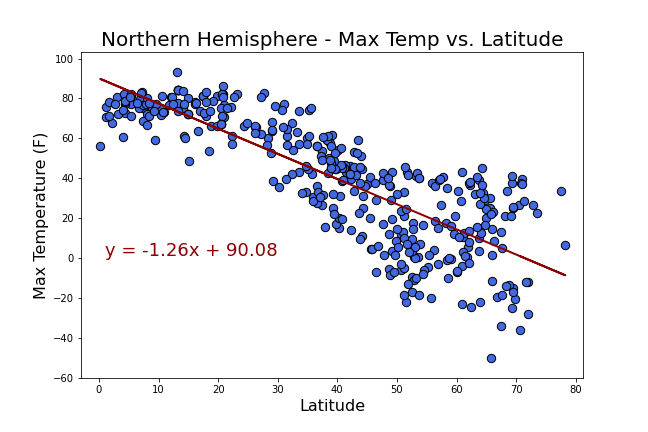 Northern Hemisphere - Max Temp vs. Latitude
100
80
60
40
20
0
−20
−40
−60
Max Temperature (F)
y = -1.26x + 90.08
0 10 20 30 40 50 60 70 80
Latitude